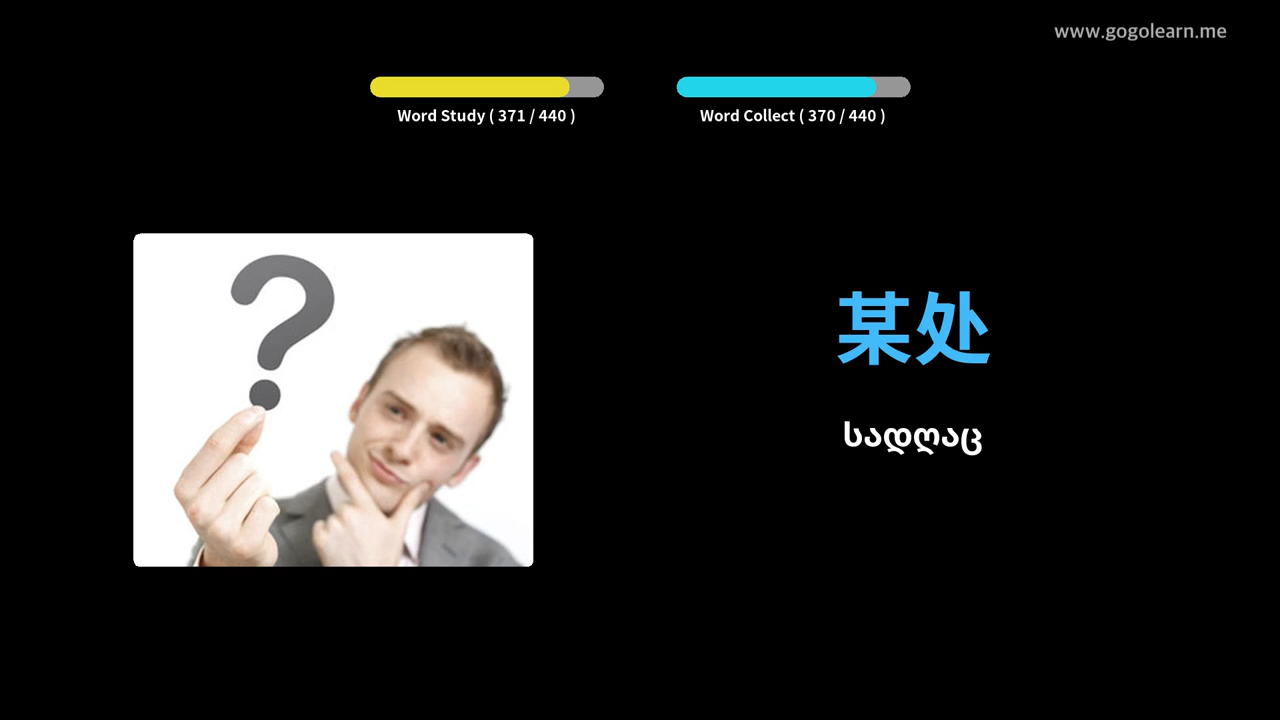 www.gogolearn.me
Word Study ( 371 / 440 )
Word Collect ( 370 / 440 )
?
某处
სადღაც